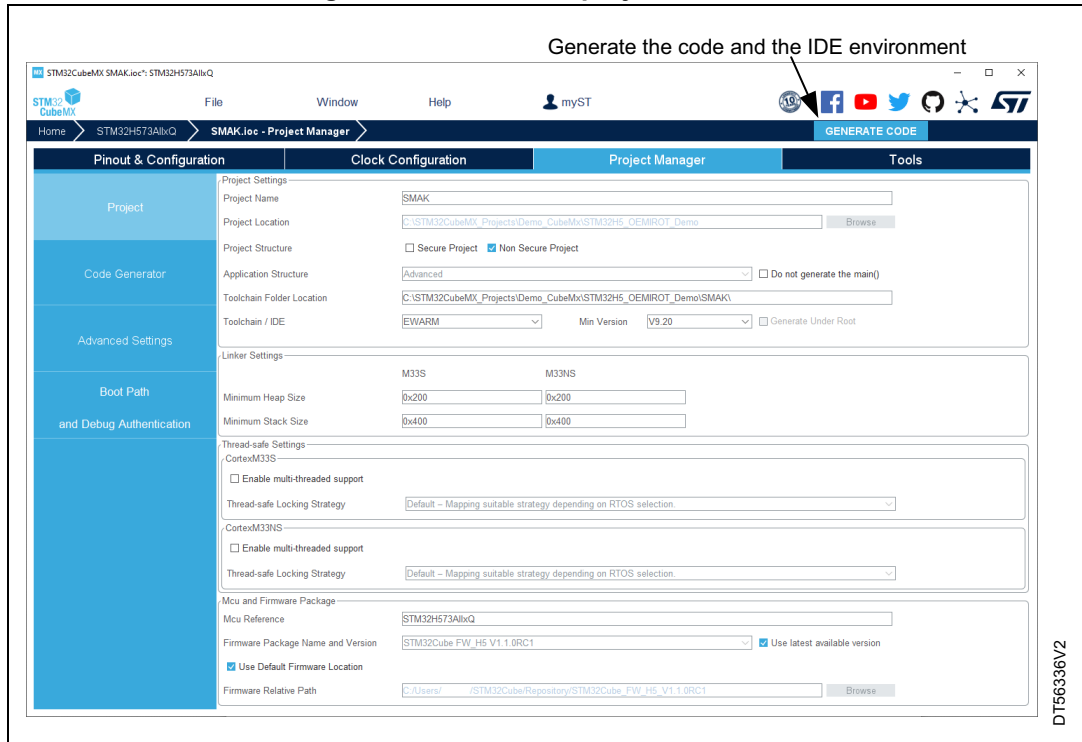 Generate the code and the IDE environment
MX STM32CubeMX SMAK.ioc*: STM32H573AIIxQ
STM32 CubeMX File Window Help myST 10 ST
Home STM32H573AIIxQ SMAK.ioc - Project Manager GENERATE CODE
Pinout & Configuration Clock Configuration Project Manager Tools
Project
Code Generator
Advanced Settings
Boot Path
and Debug Authentication
Project Settings
Project Name SMAK
Project Location C:\STM32CubeMX_Projects\Demo_CubeMx\STM32H5_OEMIROT_Demo Browse
Project Structure Secure Project Non Secure Project
Application Structure Advanced Do not generate the main()
Toolchain Folder Location C:\STM32CubeMX_Projects\Demo_CubeMx\STM32H5_OEMIROT_Demo\SMAK\
Toolchain / IDE EWARM Min Version V9.20 Generate Under Root
Linker Settings
M33S M33NS
Minimum Heap Size 0x200 0x200
Minimum Stack Size 0x400 0x400
Thread-safe Settings
CortexM33S
Enable multi-threaded support
Thread-safe Locking Strategy Default – Mapping suitable strategy depending on RTOS selection.
CortexM33NS
Enable multi-threaded support
Thread-safe Locking Strategy Default – Mapping suitable strategy depending on RTOS selection.
Mcu and Firmware Package
Mcu Reference STM32H573AIIxQ
Firmware Package Name and Version STM32Cube FW_H5 V1.1.0RC1 Use latest available version
Use Default Firmware Location
Firmware Relative Path C:/Users/ /STM32Cube/Repository/STM32Cube_FW_H5_V1.1.0RC1 Browse
DT56336V2